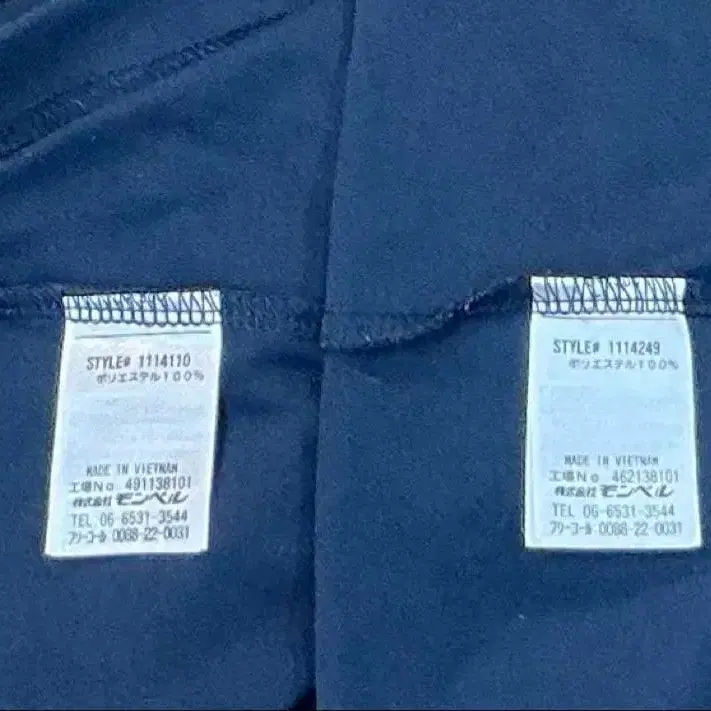 STYLE# 1114110
ポリエステル100%
MADE IN VIETNAM
工場No 491138101
株式会社モンベル
TEL 06-6531-3544
フリーコール 0088-22-0031
STYLE# 1114249
ポリエステル100%
MADE IN VIETNAM
工場No 462138101
株式会社モンベル
TEL 06-6531-3544
フリーコール 0088-22-0031